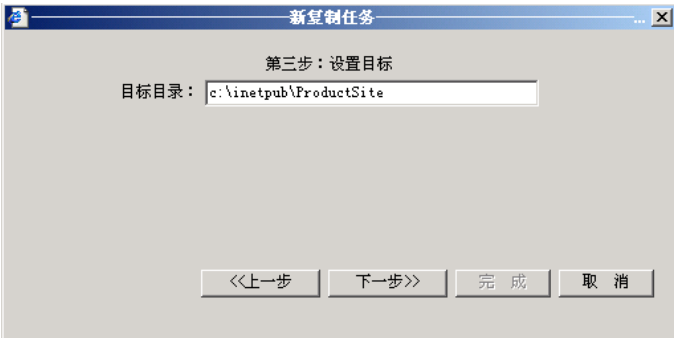 新复制任务
...
第三步：设置目标
目标目录： c:\inetpub\ProductSite
<<上一步 下一步>> 完 成 取 消